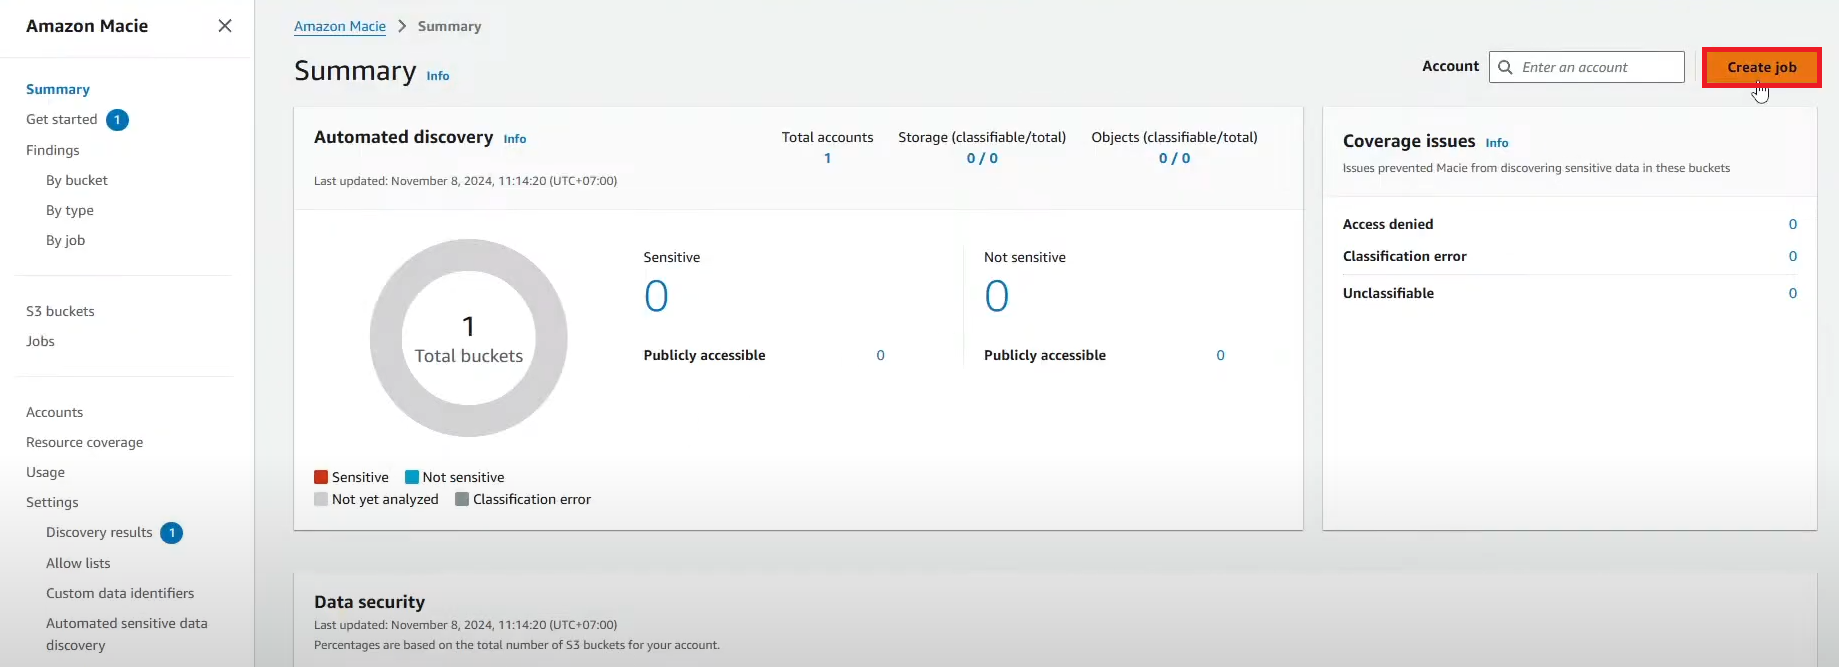 Amazon Macie
Summary
Get started 1
Findings
By bucket
By type
By job
S3 buckets
Jobs
Accounts
Resource coverage
Usage
Settings
Discovery results 1
Allow lists
Custom data identifiers
Automated sensitive data
discovery
Amazon Macie > Summary
Summary Info
Account Enter an account Create job
Automated discovery Info
Last updated: November 8, 2024, 11:14:20 (UTC+07:00)
Total accounts Storage (classifiable/total) Objects (classifiable/total)
1 0 / 0 0 / 0
1
Total buckets
Sensitive Not sensitive
Not yet analyzed Classification error
Sensitive
0
Publicly accessible 0
Not sensitive
0
Publicly accessible 0
Coverage issues Info
Issues prevented Macie from discovering sensitive data in these buckets
Access denied 0
Classification error 0
Unclassifiable 0
Data security
Last updated: November 8, 2024, 11:14:20 (UTC+07:00)
Percentages are based on the total number of S3 buckets for your account.